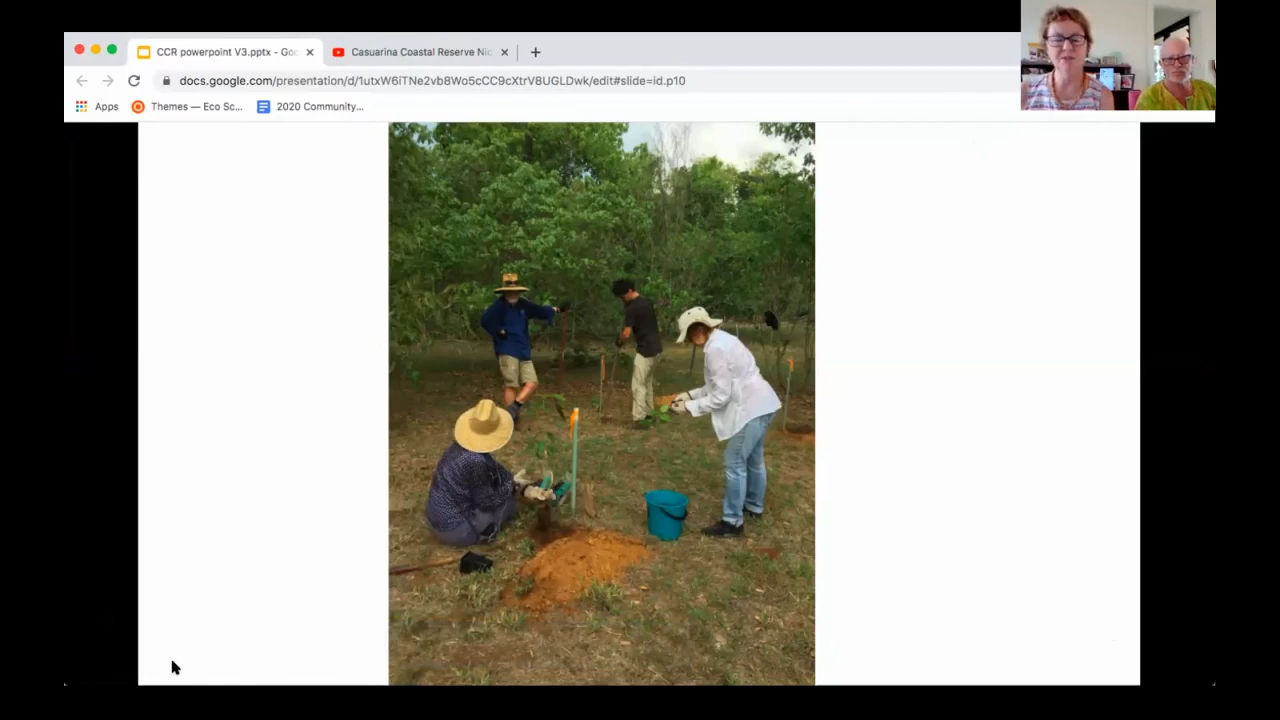 CCR powerpoint V3.pptx - Goo
Casuarina Coastal Reserve Nic
docs.google.com/presentation/d/1utxW6iTNe2vb8Wo5cCC9cXtrV8UGLDwk/edit#slide=id.p10
Apps
Themes — Eco Sc...
2020 Community...